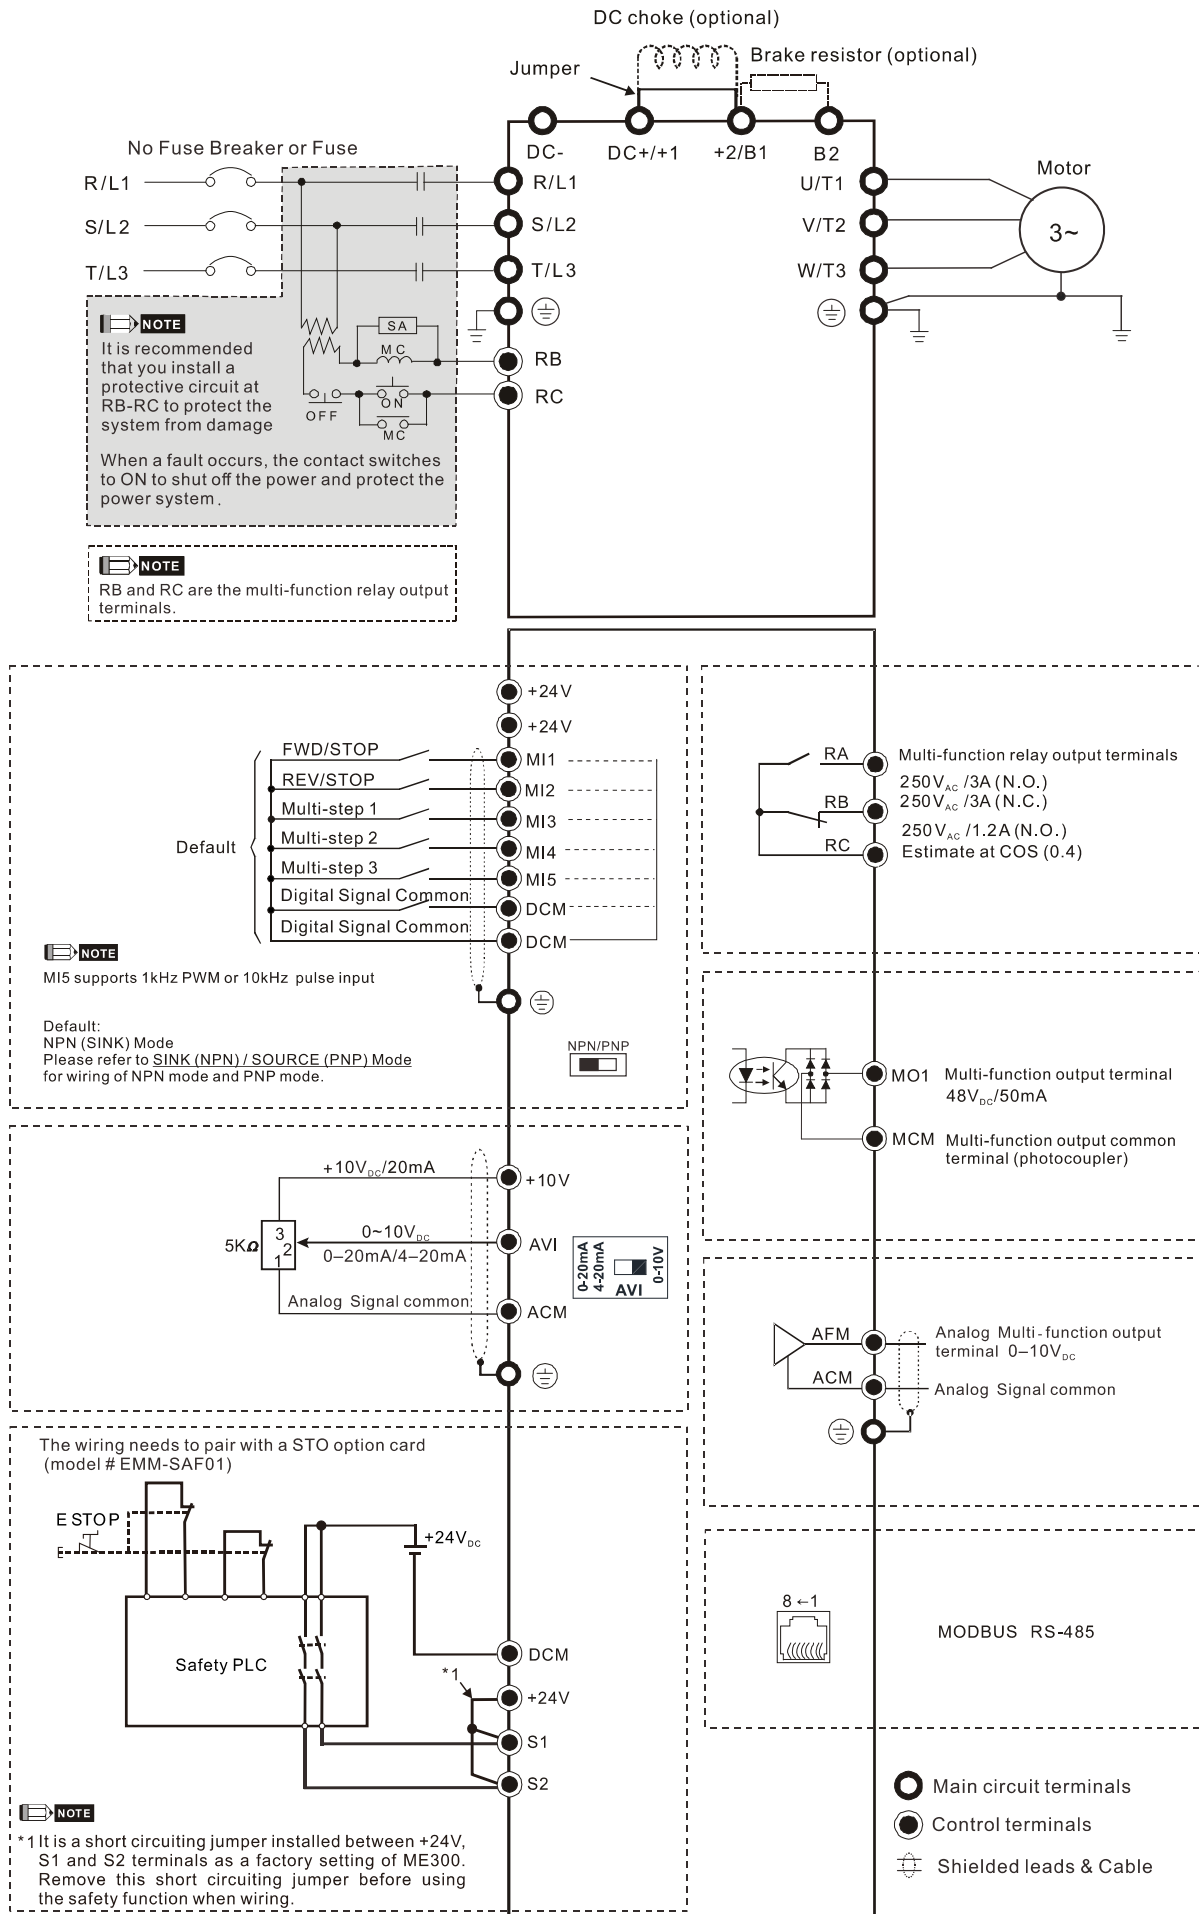 DC choke (optional)
Brake resistor (optional)
Jumper
DC-
DC+/+1
+2/B1
B2
No Fuse Breaker or Fuse
R/L1
S/L2
T/L3
R/L1
S/L2
T/L3
U/T1
V/T2
W/T3
Motor
3~
NOTE
It is recommended
that you install a
protective circuit at
RB-RC to protect the
system from damage
When a fault occurs, the contact switches
to ON to shut off the power and protect the
power system.
SA
MC
OFF
ON
MC
RB
RC
NOTE
RB and RC are the multi-function relay output
terminals.
+24V
+24V
Default
FWD/STOP
MI1
REV/STOP
MI2
Multi-step 1
MI3
Multi-step 2
MI4
Multi-step 3
MI5
Digital Signal Common
DCM
Digital Signal Common
DCM
NOTE
MI5 supports 1kHz PWM or 10kHz pulse input
Default:
NPN (SINK) Mode
Please refer to SINK (NPN) / SOURCE (PNP) Mode
for wiring of NPN mode and PNP mode.
NPN/PNP
RA
RB
RC
Multi-function relay output terminals
250VAC /3A (N.O.)
250VAC /3A (N.C.)
250VAC /1.2A (N.O.)
Estimate at COS (0.4)
MO1
Multi-function output terminal
48VDC/50mA
MCM
Multi-function output common
terminal (photocoupler)
+10VDC/20mA
+10V
5KΩ
3
2
1
0~10VDC
0–20mA/4–20mA
AVI
Analog Signal common
ACM
0-20mA
4-20mA
AVI
0-10V
AFM
Analog Multi-function output
terminal 0–10VDC
ACM
Analog Signal common
The wiring needs to pair with a STO option card
(model # EMM-SAF01)
E STOP
+24VDC
Safety PLC
DCM
*1
+24V
S1
S2
NOTE
*1 It is a short circuiting jumper installed between +24V,
S1 and S2 terminals as a factory setting of ME300.
Remove this short circuiting jumper before using
the safety function when wiring.
8 ←1
MODBUS RS-485
Main circuit terminals
Control terminals
Shielded leads & Cable